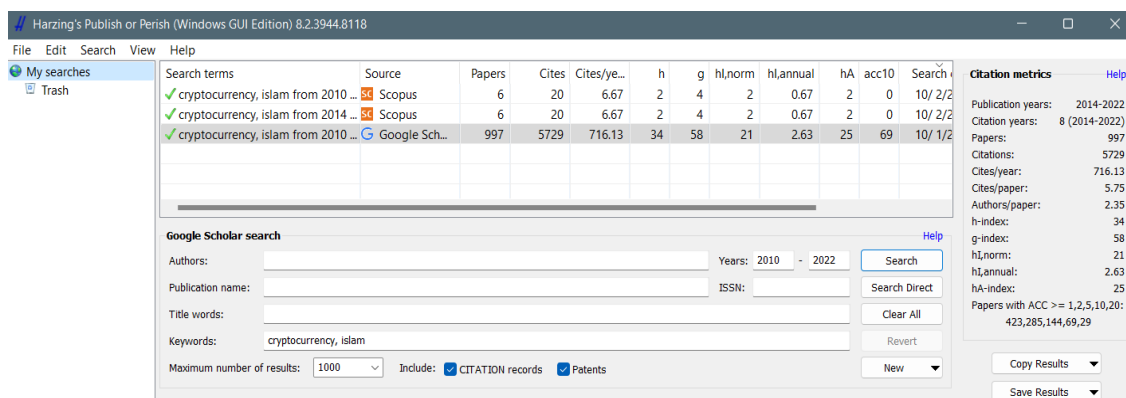 Harzing's Publish or Perish (Windows GUI Edition) 8.2.3944.8118
File Edit Search View Help
My searches
Trash
Search terms Source Papers Cites Cites/ye... h g hI,norm hI,annual hA acc10 Search
cryptocurrency, islam from 2010 ... SC Scopus 6 20 6.67 2 4 2 0.67 2 0 10/ 2/2
cryptocurrency, islam from 2014 ... SC Scopus 6 20 6.67 2 4 2 0.67 2 0 10/ 2/2
cryptocurrency, islam from 2010 ... G Google Sch... 997 5729 716.13 34 58 21 2.63 25 69 10/ 1/2
Google Scholar search Help
Authors: Years: 2010 - 2022 Search
Publication name: ISSN: Search Direct
Title words: Clear All
Keywords: cryptocurrency, islam Revert
Maximum number of results: 1000 Include: CITATION records Patents New
Citation metrics Help
Publication years: 2014-2022
Citation years: 8 (2014-2022)
Papers: 997
Citations: 5729
Cites/year: 716.13
Cites/paper: 5.75
Authors/paper: 2.35
h-index: 34
g-index: 58
hI,norm: 21
hI,annual: 2.63
hA-index: 25
Papers with ACC >= 1,2,5,10,20:
423,285,144,69,29
Copy Results
Save Results